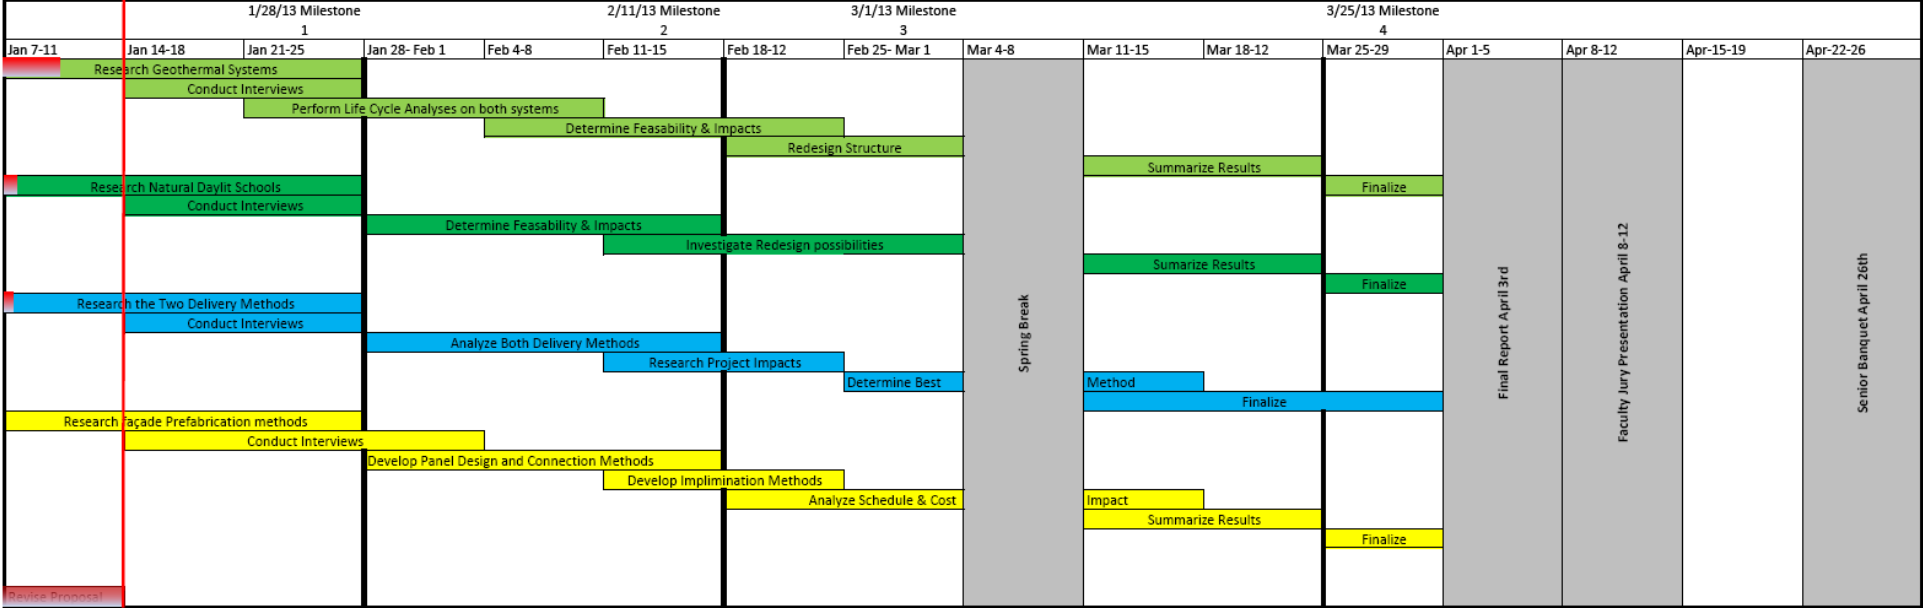 1/28/13 Milestone 2/11/13 Milestone 3/1/13 Milestone 3/25/13 Milestone
1 2 3 4
Jan 7-11 Jan 14-18 Jan 21-25 Jan 28- Feb 1 Feb 4-8 Feb 11-15 Feb 18-12 Feb 25- Mar 1 Mar 4-8 Mar 11-15 Mar 18-12 Mar 25-29 Apr 1-5 Apr 8-12 Apr-15-19 Apr-22-26
Research Geothermal Systems
Conduct Interviews
Perform Life Cycle Analyses on both systems
Determine Feasability & Impacts
Redesign Structure
Summarize Results
Research Natural Daylit Schools Finalize
Conduct Interviews
Determine Feasability & Impacts
Investigate Redesign possibilities
Sumarize Results
Finalize
Research the Two Delivery Methods
Conduct Interviews
Analyze Both Delivery Methods
Research Project Impacts
Determine Best Method
Finalize
Research façade Prefabrication methods
Conduct Interviews
Develop Panel Design and Connection Methods
Develop Implimination Methods
Analyze Schedule & Cost Impact
Summarize Results
Finalize
Revise Proposal
Spring Break
Final Report April 3rd
Faculty Jury Presentation April 8-12
Senior Banquet April 26th